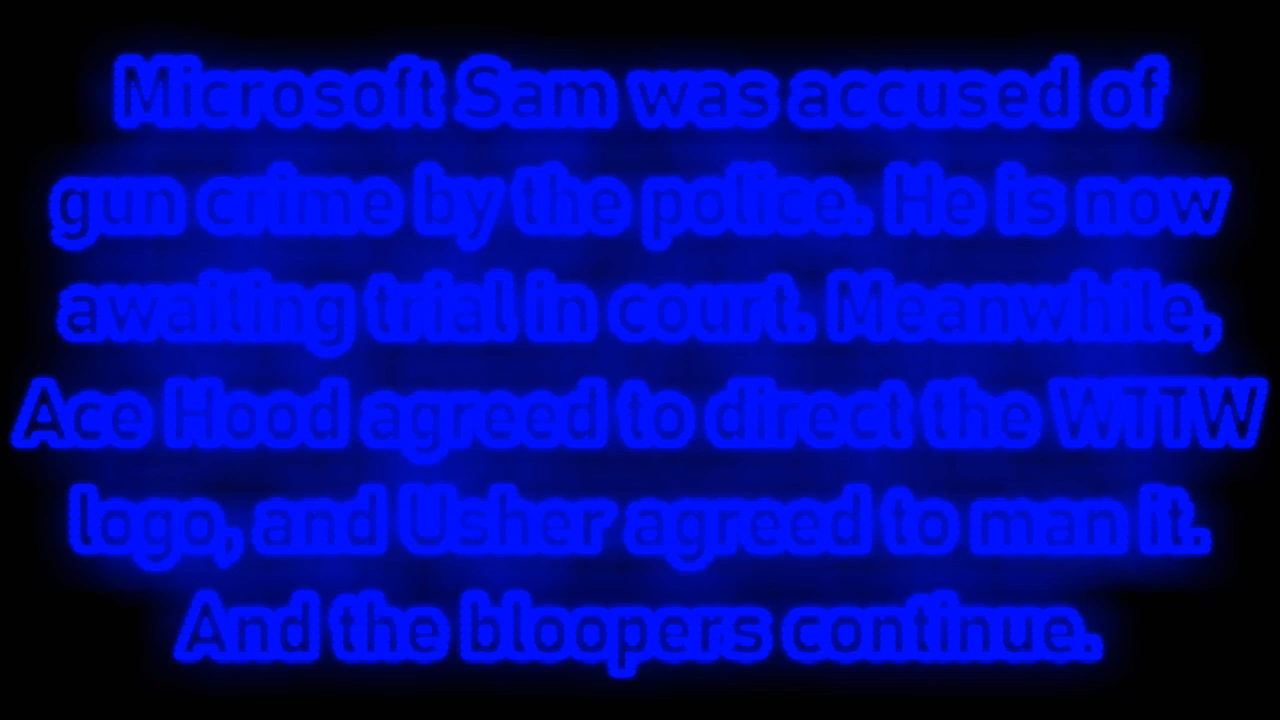 Microsoft Sam was accused of
gun crime by the police. He is now
awaiting trial in court. Meanwhile,
Ace Hood agreed to direct the WTTW
logo, and Usher agreed to man it.
And the bloopers continue.